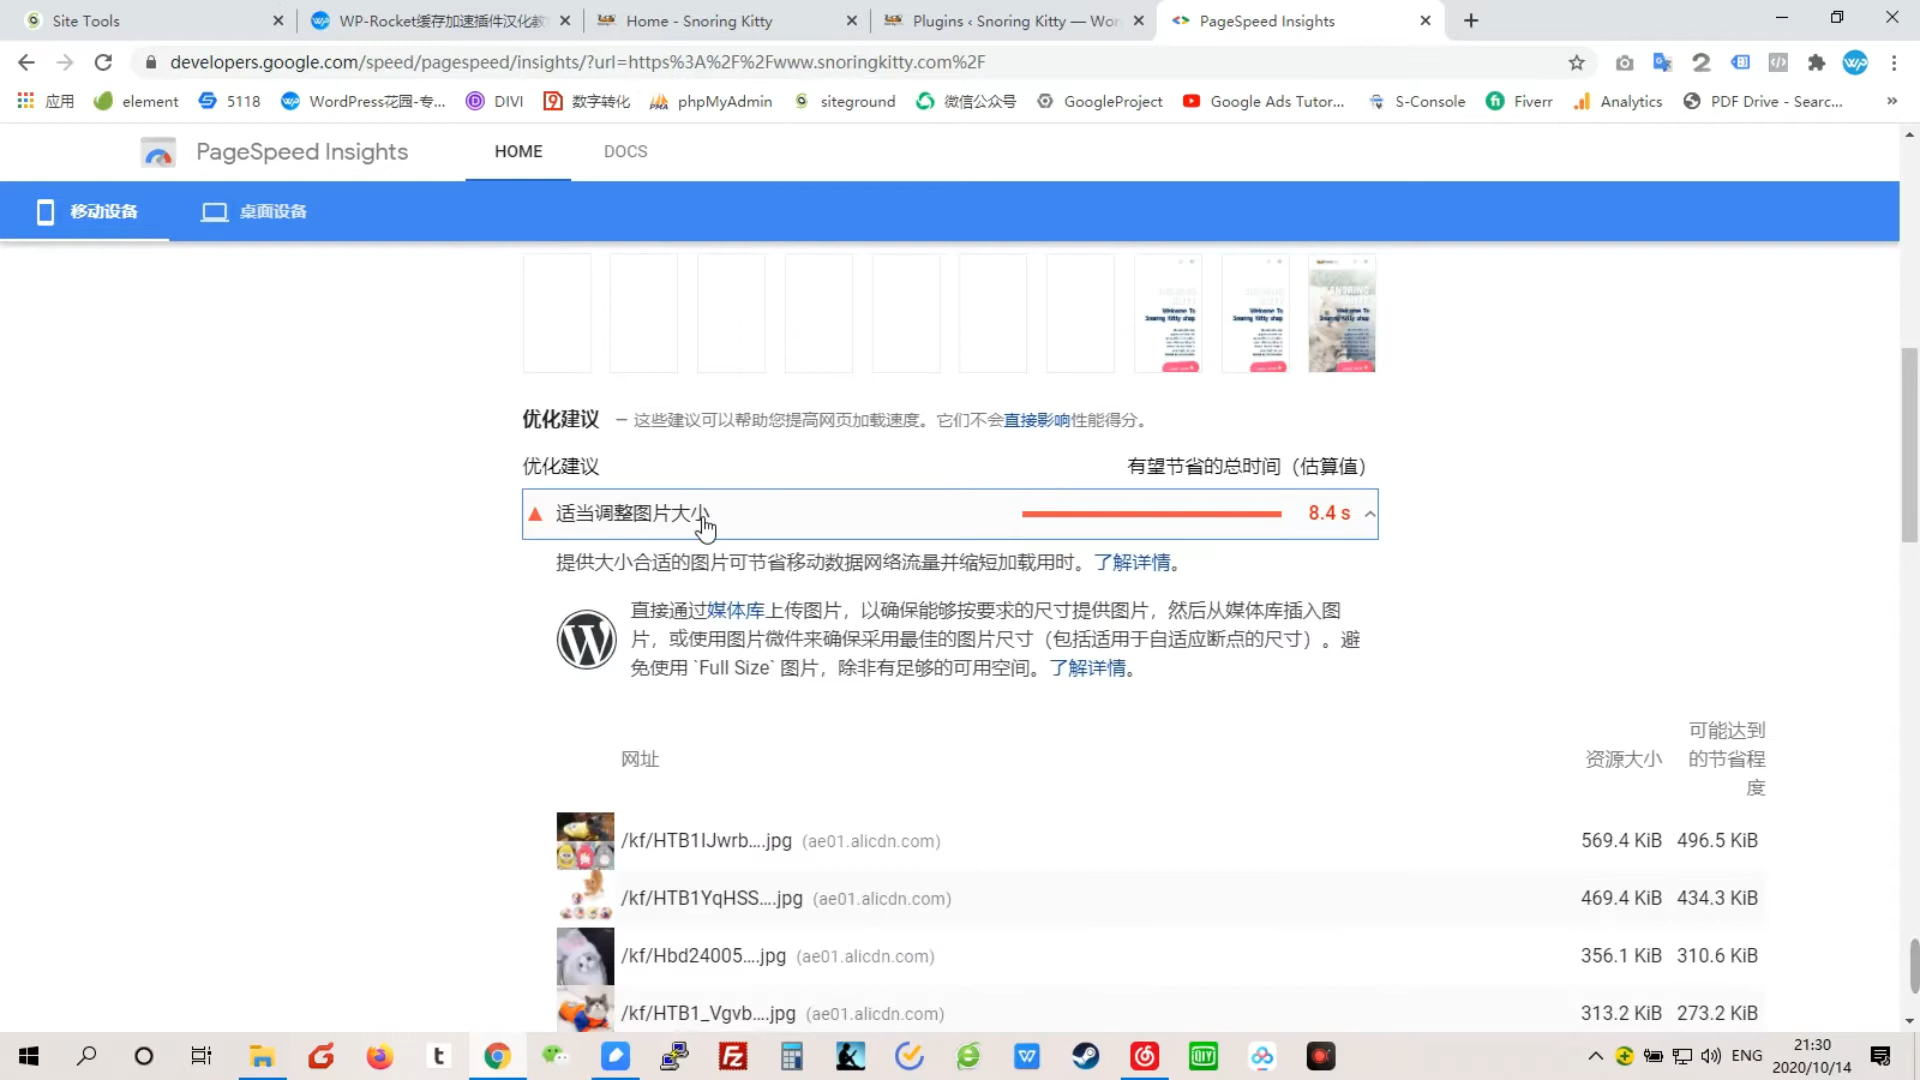 Site Tools
WP-Rocket缓存加速插件汉化教
Home - Snoring Kitty
Plugins ‹ Snoring Kitty — Wor
PageSpeed Insights
developers.google.com/speed/pagespeed/insights/?url=https%3A%2F%2Fwww.snoringkitty.com%2F
应用
element
5118
WordPress花园-专...
DIVI
数字转化
phpMyAdmin
siteground
微信公众号
GoogleProject
Google Ads Tutor...
S-Console
Fiverr
Analytics
PDF Drive - Searc...
PageSpeed Insights
HOME
DOCS
移动设备
桌面设备
Welcome To
Snoring Kitty shop
Welcome To
Snoring Kitty shop
Welcome To
Snoring Kitty shop
优化建议 — 这些建议可以帮助您提高网页加载速度。它们不会直接影响性能得分。
优化建议
有望节省的总时间（估算值）
适当调整图片大小
8.4 s
提供大小合适的图片可节省移动数据网络流量并缩短加载用时。了解详情。
直接通过媒体库上传图片，以确保能够按要求的尺寸提供图片，然后从媒体库插入图
片，或使用图片微件来确保采用最佳的图片尺寸（包括适用于自适应断点的尺寸）。避
免使用 `Full Size` 图片，除非有足够的可用空间。了解详情。
网址
资源大小
可能达到
的节省程
度
/kf/HTB1IJwrb….jpg (ae01.alicdn.com)
569.4 KiB
496.5 KiB
/kf/HTB1YqHSS….jpg (ae01.alicdn.com)
469.4 KiB
434.3 KiB
/kf/Hbd24005….jpg (ae01.alicdn.com)
356.1 KiB
310.6 KiB
/kf/HTB1_Vgvb….jpg (ae01.alicdn.com)
313.2 KiB
273.2 KiB
ENG
21:30
2020/10/14